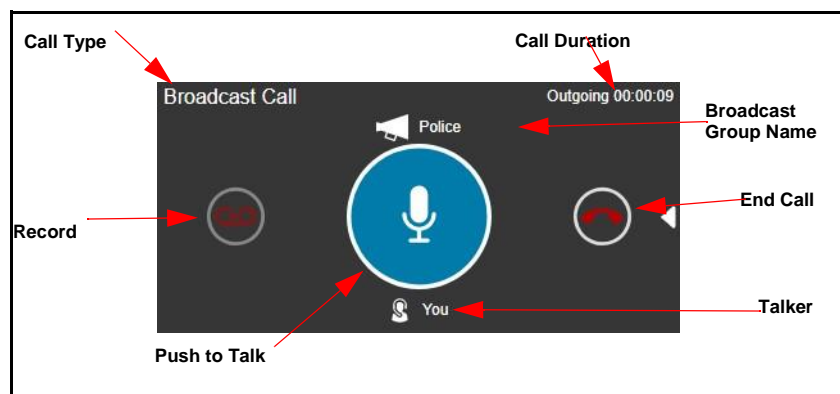 Call Type
Call Duration
Broadcast Call
Outgoing 00:00:09
Police
Broadcast
Group Name
End Call
Record
You
Talker
Push to Talk